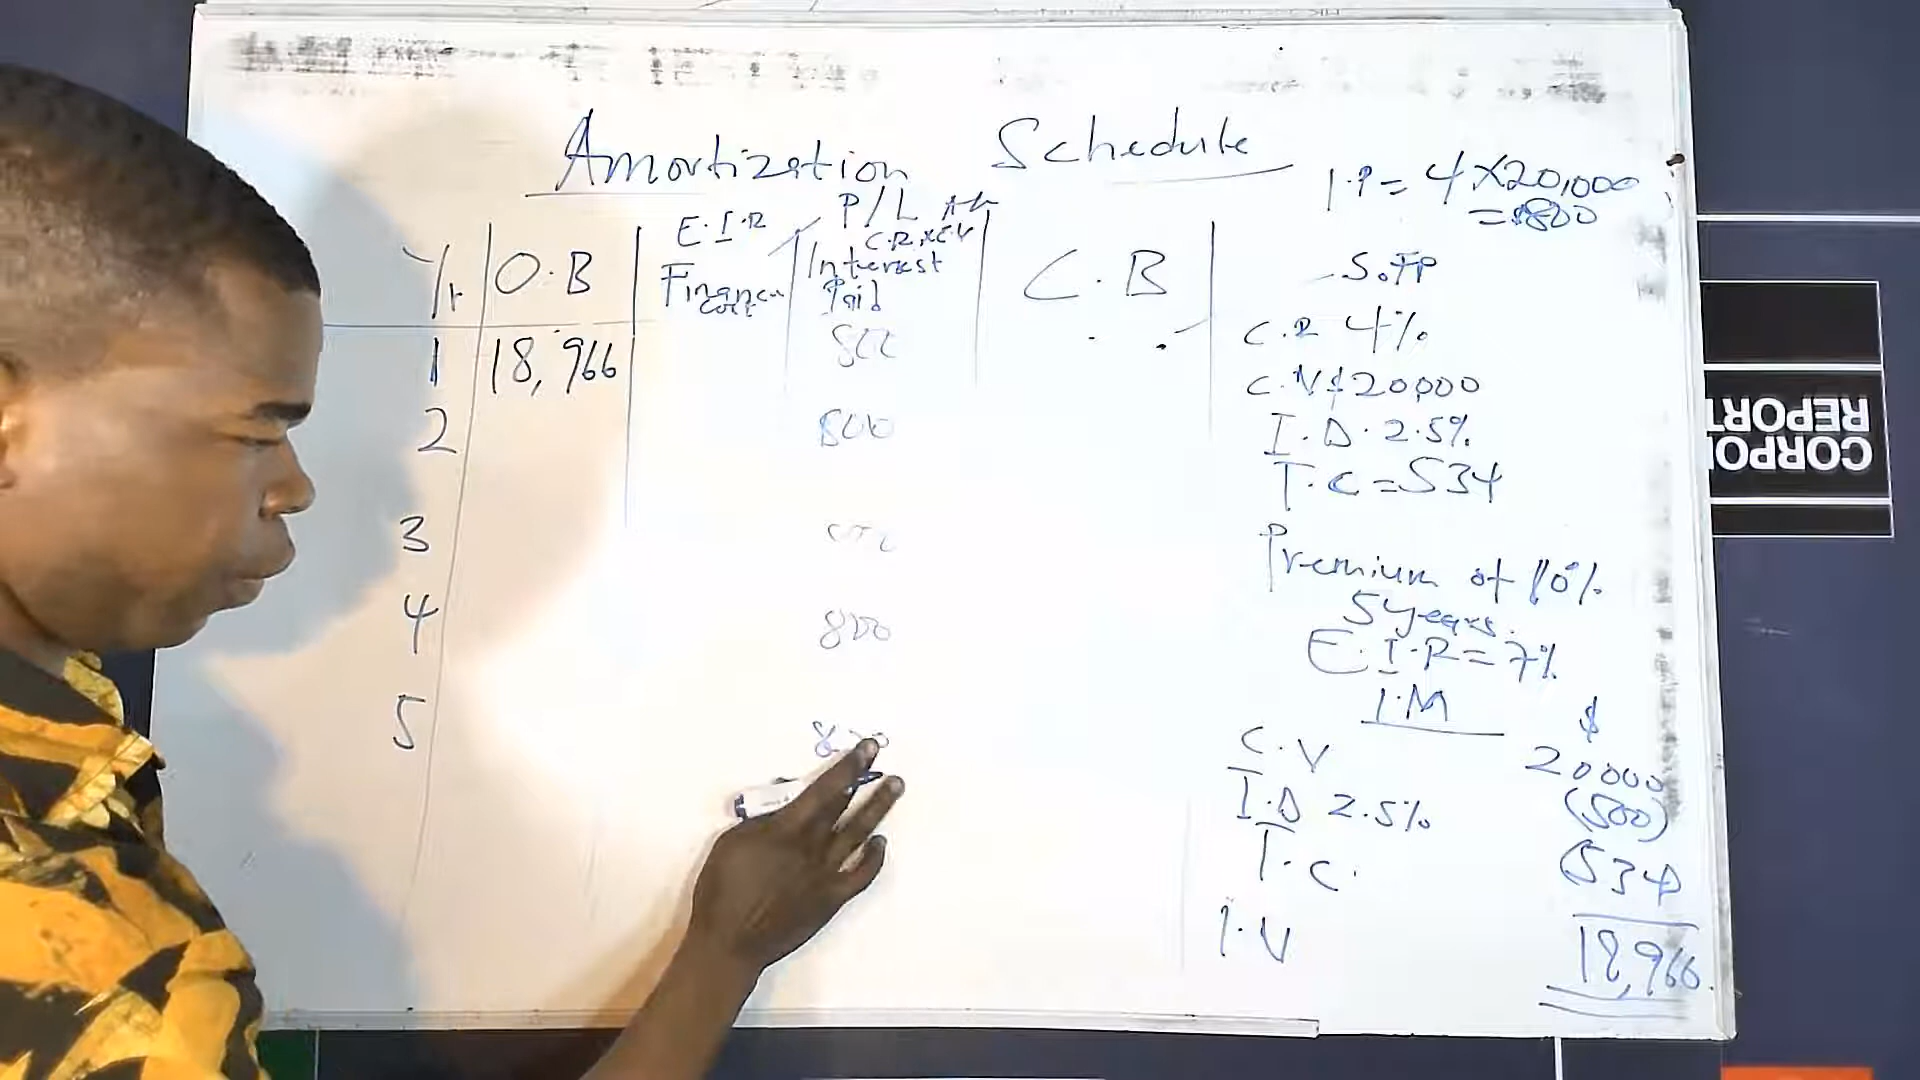 Amortization Schedule
Yr
O.B
E.I.R
Finance
cost
P/L
C.R x C.V
Interest
Paid
C.B
1
18,966
800
2
800
3
4
800
5
I.P = 4 X 20,000
= 800
S.o.FP
C.R 4%
C.V $20000
I.D. 2.5%
T.C = 534
Premium of 10%
5 years.
E.I.R = 7%
I.M
$
C.V 20000
I.D 2.5% (500)
T.C. (534)
I.V 18,966
CORPO
REPORT